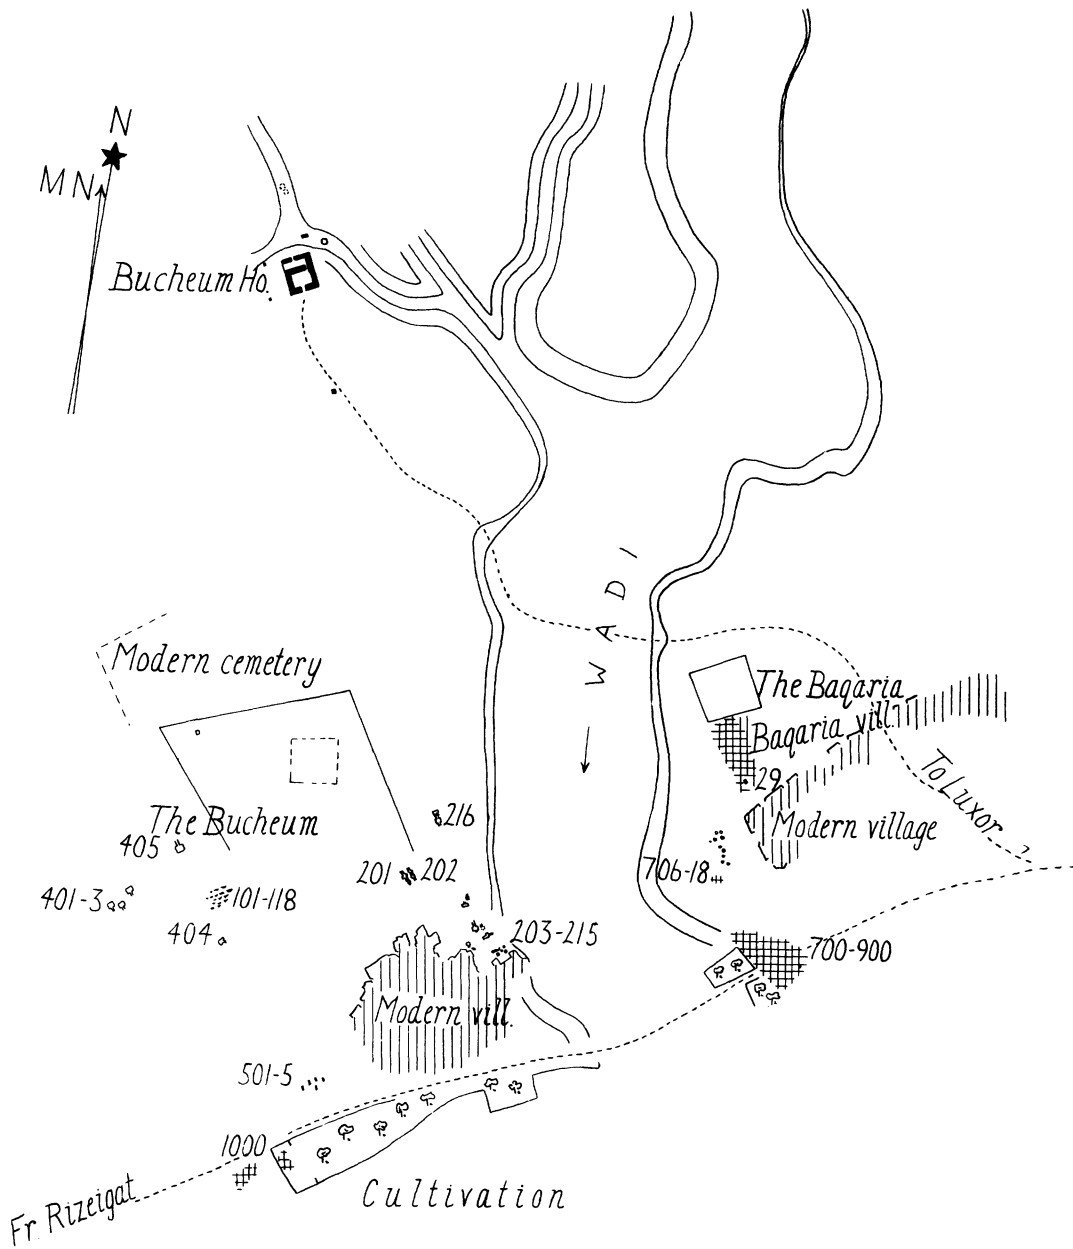 N
MN
Bucheum Ho.
WADI
Modern cemetery
The Baqaria
Baqaria vill.
29
To Luxor
The Bucheum
216
Modern village
405
201 202
706-18
401-3
101-118
404
203-215
700-900
Modern vill.
501-5
1000
Cultivation
Fr. Rizeigat